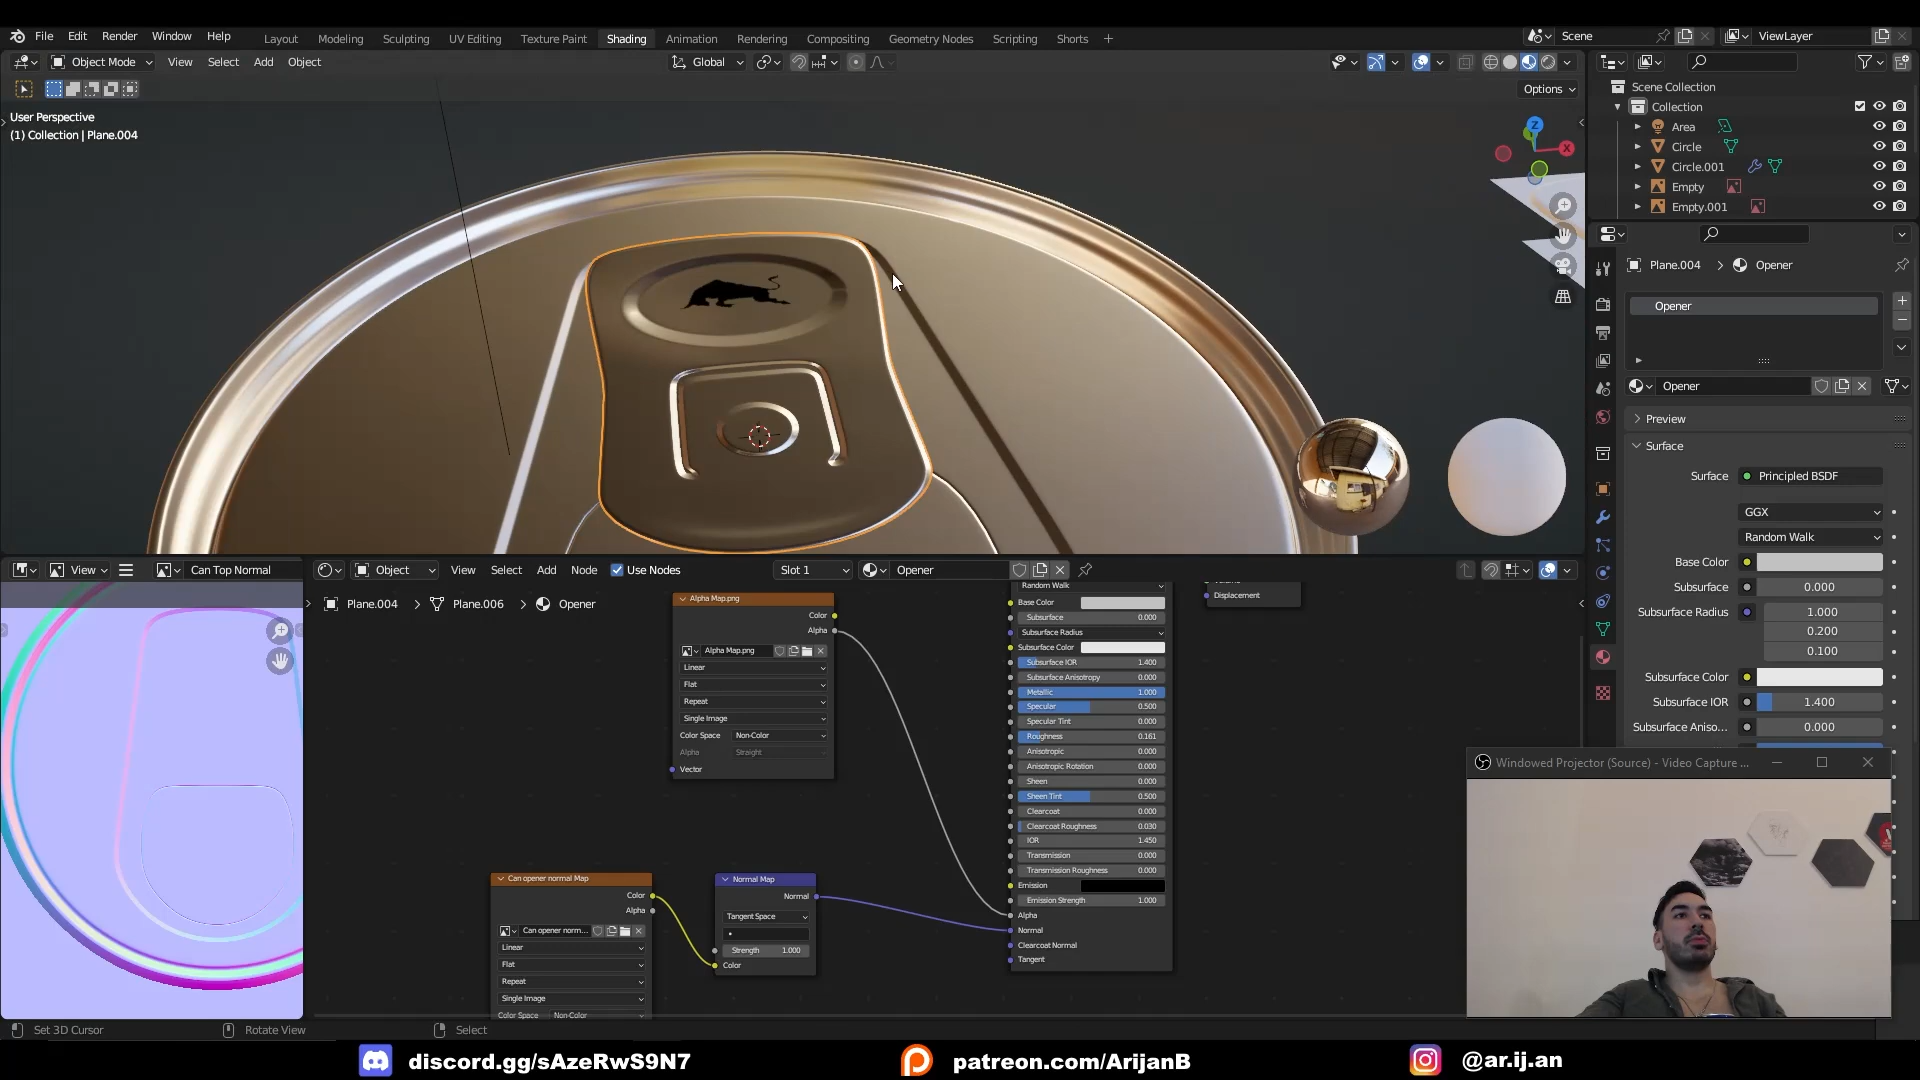 File Edit Render Window Help Layout Modeling Sculpting UV Editing Texture Paint Shading Animation Rendering Compositing Geometry Nodes Scripting Shorts + Scene ViewLayer
Object Mode View Select Add Object Global
Options
User Perspective
(1) Collection | Plane.004
Z
X
Scene Collection
Collection
Area
Circle
Circle.001
Empty
Empty.001
Plane.004 Opener
Opener
Opener
Preview
Surface
Surface Principled BSDF
GGX
Random Walk
Base Color
Subsurface 0.000
Subsurface Radius 1.000
0.200
0.100
Subsurface Color
Subsurface IOR 1.400
Subsurface Aniso... 0.000
View Can Top Normal
Object View Select Add Node Use Nodes Slot 1 Opener
Plane.004 Plane.006 Opener
Alpha Map.png
Color
Alpha
Alpha Map.png
Linear
Flat
Repeat
Single Image
Color Space Non-Color
Alpha Straight
Vector
Can opener normal Map
Color
Alpha
Can opener norm...
Linear
Flat
Repeat
Single Image
Color Space Non-Color
Normal Map
Normal
Tangent Space
Strength 1.000
Color
Random Walk
Base Color
Subsurface 0.000
Subsurface Radius
Subsurface Color
Subsurface IOR 1.400
Subsurface Anisotropy 0.000
Metallic 1.000
Specular 0.500
Specular Tint 0.000
Roughness 0.161
Anisotropic 0.000
Anisotropic Rotation 0.000
Sheen 0.000
Sheen Tint 0.500
Clearcoat 0.000
Clearcoat Roughness 0.030
IOR 1.450
Transmission 0.000
Transmission Roughness 0.000
Emission
Emission Strength 1.000
Alpha
Normal
Clearcoat Normal
Tangent
Displacement
Windowed Projector (Source) - Video Capture ...
Set 3D Cursor Rotate View Select
discord.gg/sAzeRwS9N7 patreon.com/ArijanB @ar.ij.an